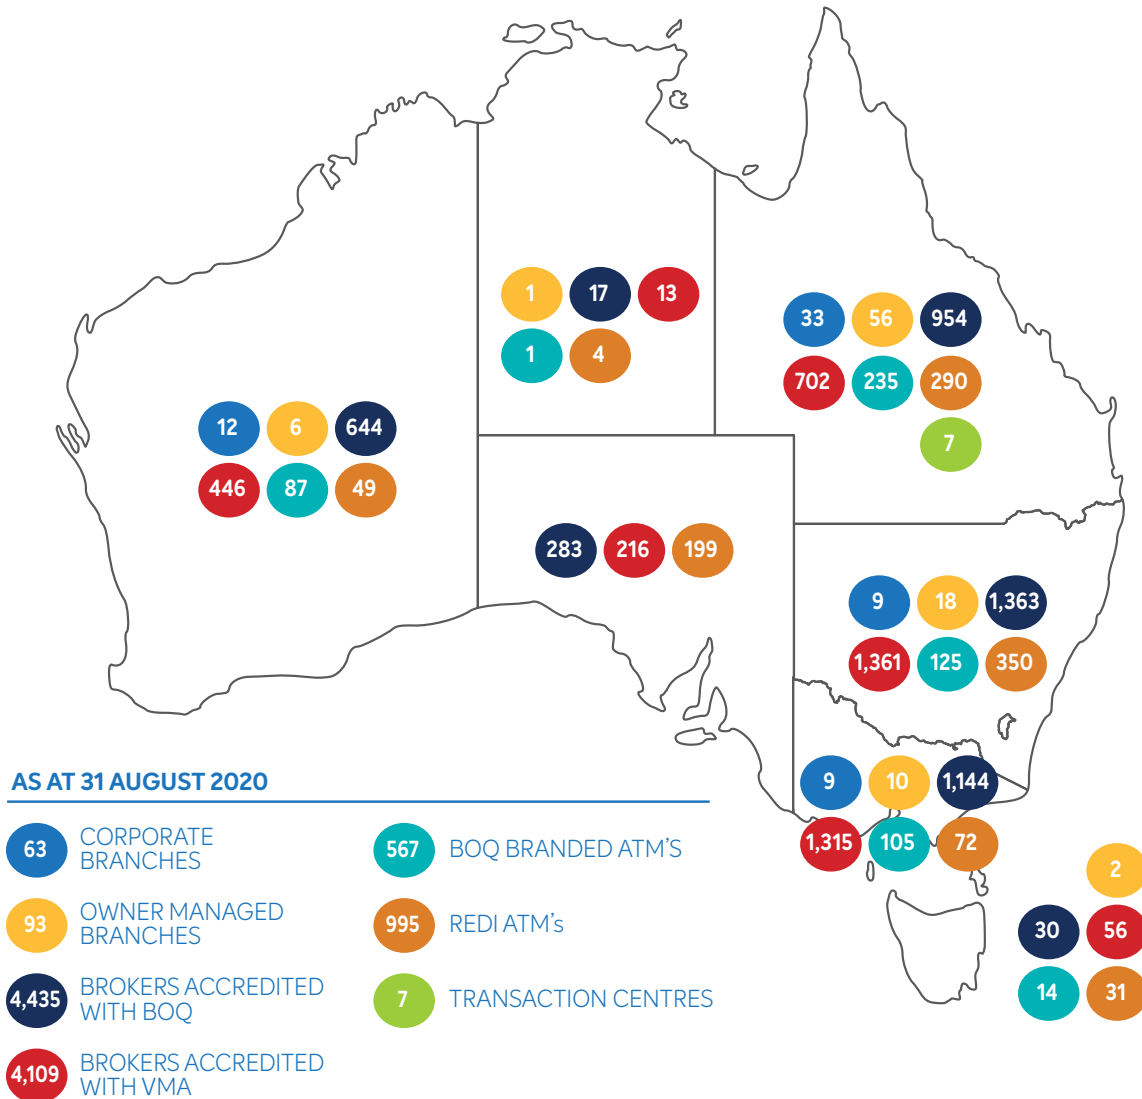 1 17 13
1 4
33 56 954
702 235 290
7
12 6 644
446 87 49
283 216 199
9 18 1,363
1,361 125 350
9 10 1,144
1,315 105 72
2
30 56
14 31
AS AT 31 AUGUST 2020
63 CORPORATE
BRANCHES
93 OWNER MANAGED
BRANCHES
4,435 BROKERS ACCREDITED
WITH BOQ
4,109 BROKERS ACCREDITED
WITH VMA
567 BOQ BRANDED ATM'S
995 REDI ATM's
7 TRANSACTION CENTRES